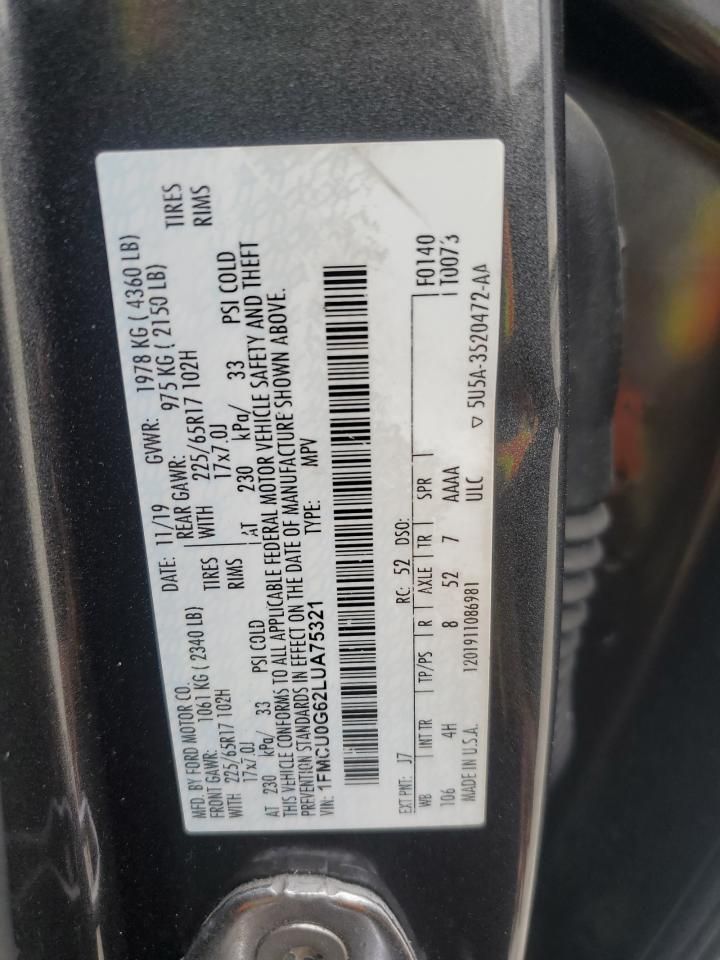 MFD. BY FORD MOTOR CO. DATE: 11/19 GVWR: 1978 KG ( 4360 LB)
FRONT GAWR: 1061 KG ( 2340 LB) REAR GAWR: 975 KG ( 2150 LB)
WITH 225/65R17 102H TIRES WITH 225/65R17 102H TIRES
17x7.0J RIMS 17x7.0J RIMS
AT 230 kPa/ 33 PSI COLD AT 230 kPa/ 33 PSI COLD
THIS VEHICLE CONFORMS TO ALL APPLICABLE FEDERAL MOTOR VEHICLE SAFETY AND THEFT
PREVENTION STANDARDS IN EFFECT ON THE DATE OF MANUFACTURE SHOWN ABOVE.
VIN: 1FMCU0G62LUA75321 TYPE: MPV
F0140
EXT PNT: J7 RC: 52 DSO: T0073
WB INT TR TP/PS R AXLE TR SPR
106 4H 8 52 7 AAAA
ULC
MADE IN U.S.A. 1201911086981 ▽ 5U5A-3520472-AA